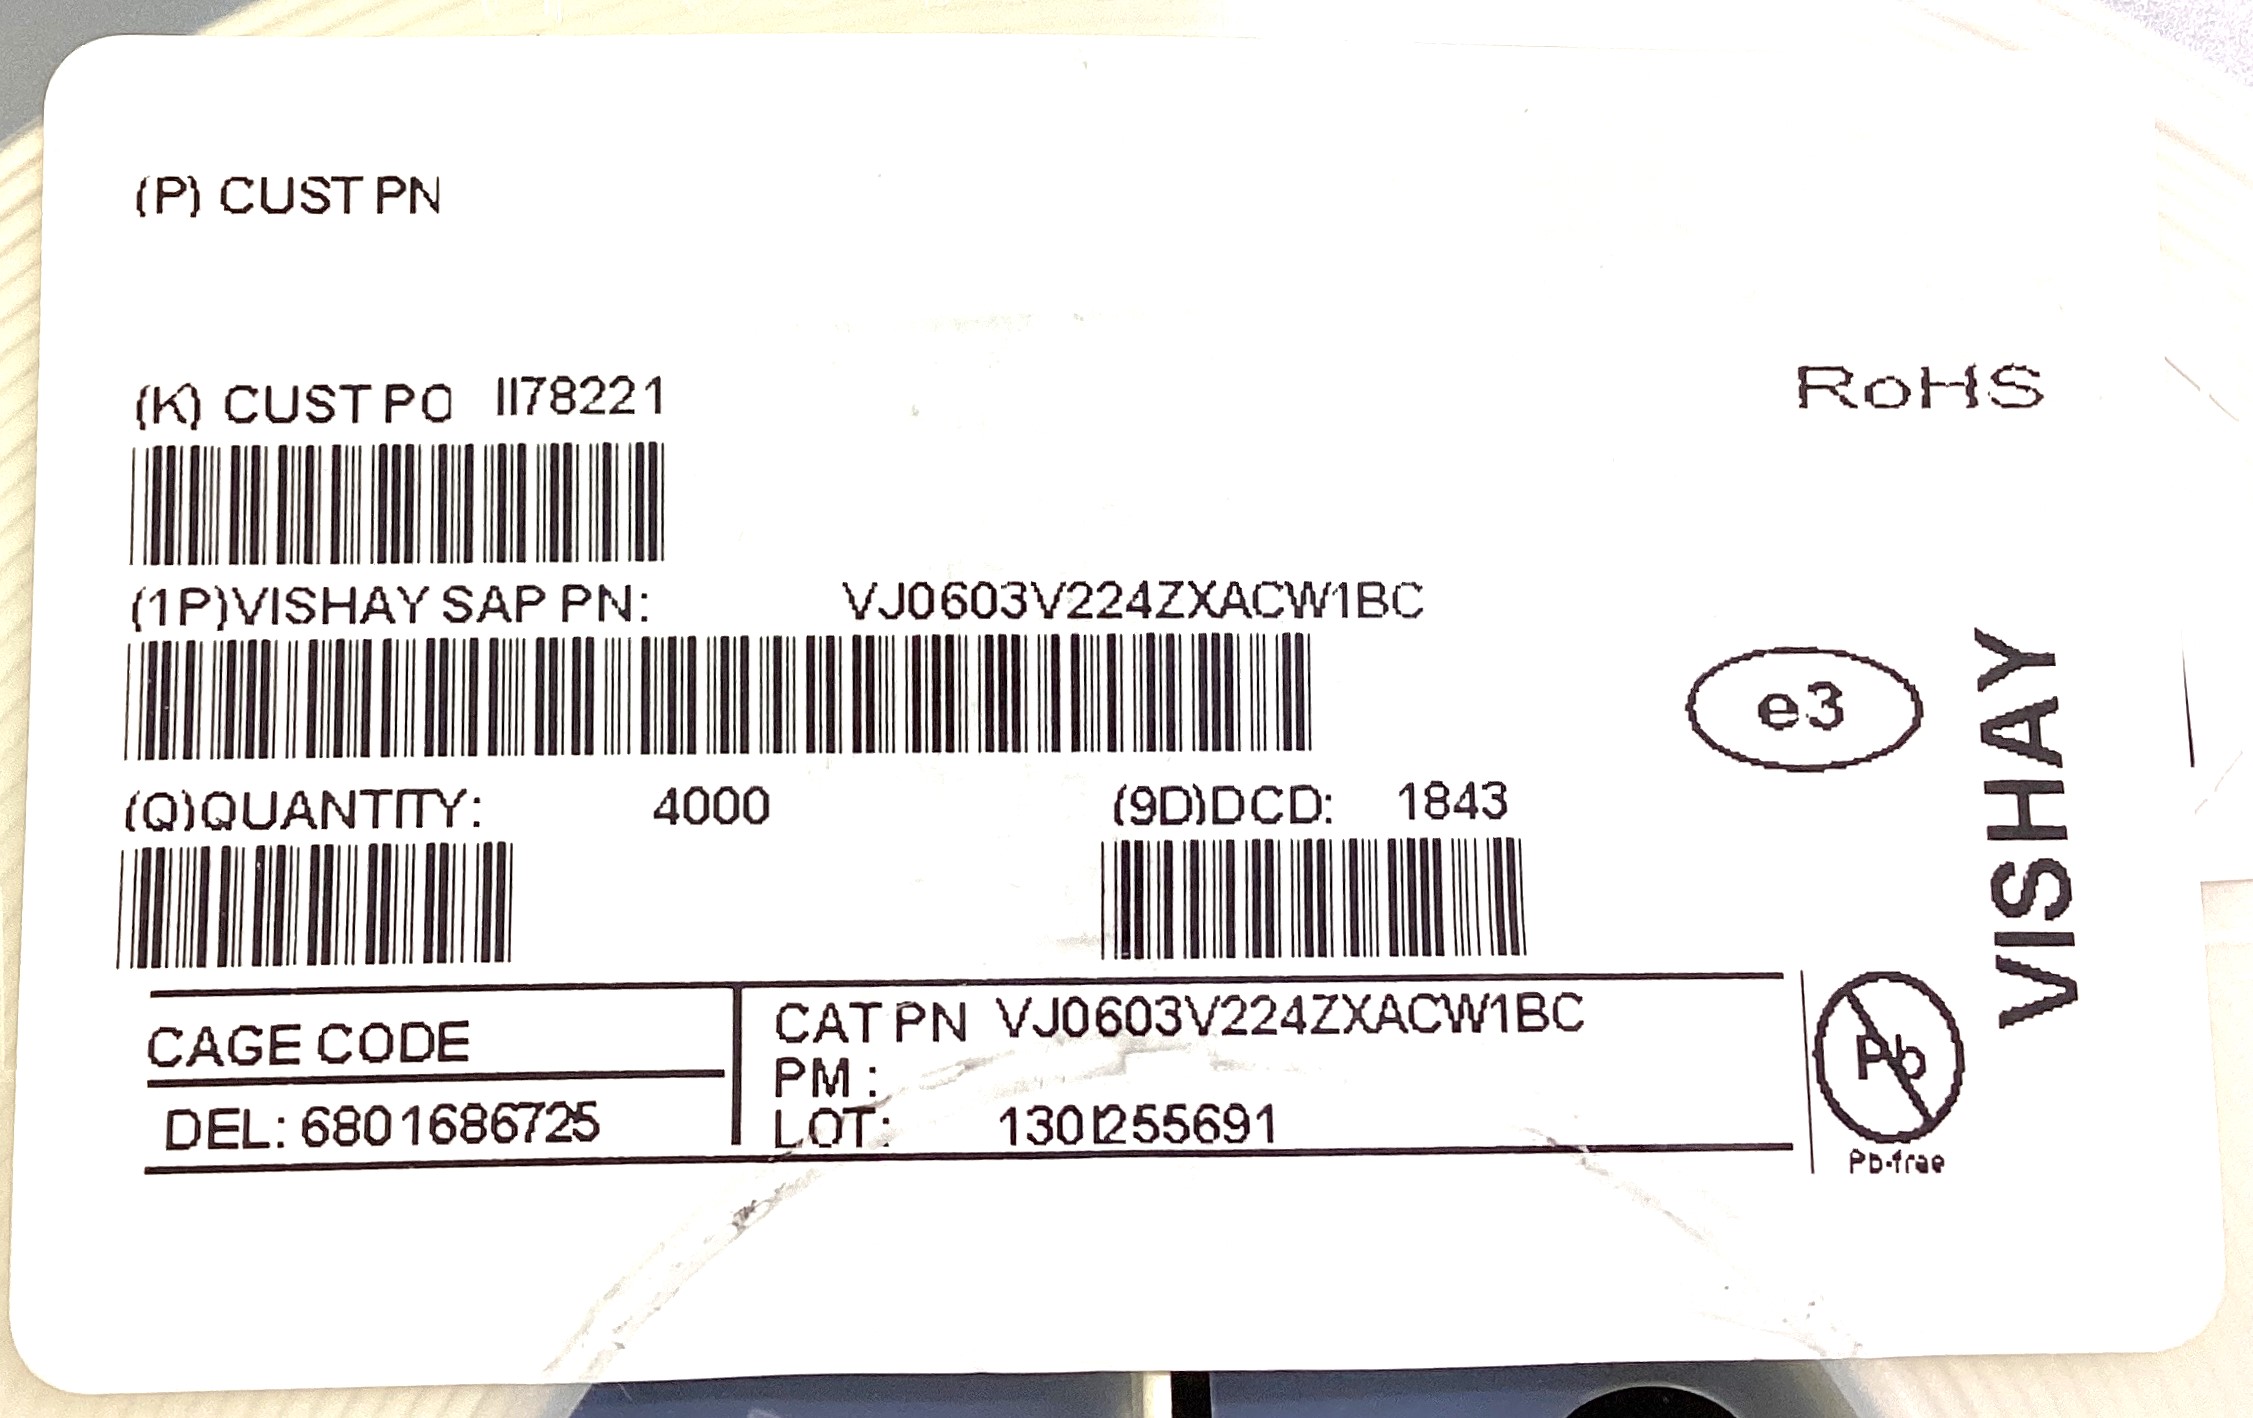 (P) CUST PN
(K) CUST PO II78221
RoHS
(1P)VISHAY SAP PN: VJ0603V224ZXACW1BC
e3
VISHAY
(Q)QUANTITY: 4000 (9D)DCD: 1843
CAGE CODE
CAT PN VJ0603V224ZXACW1BC
PM :
DEL: 6801686725
LOT: 1301255691
Pb
Pb-free